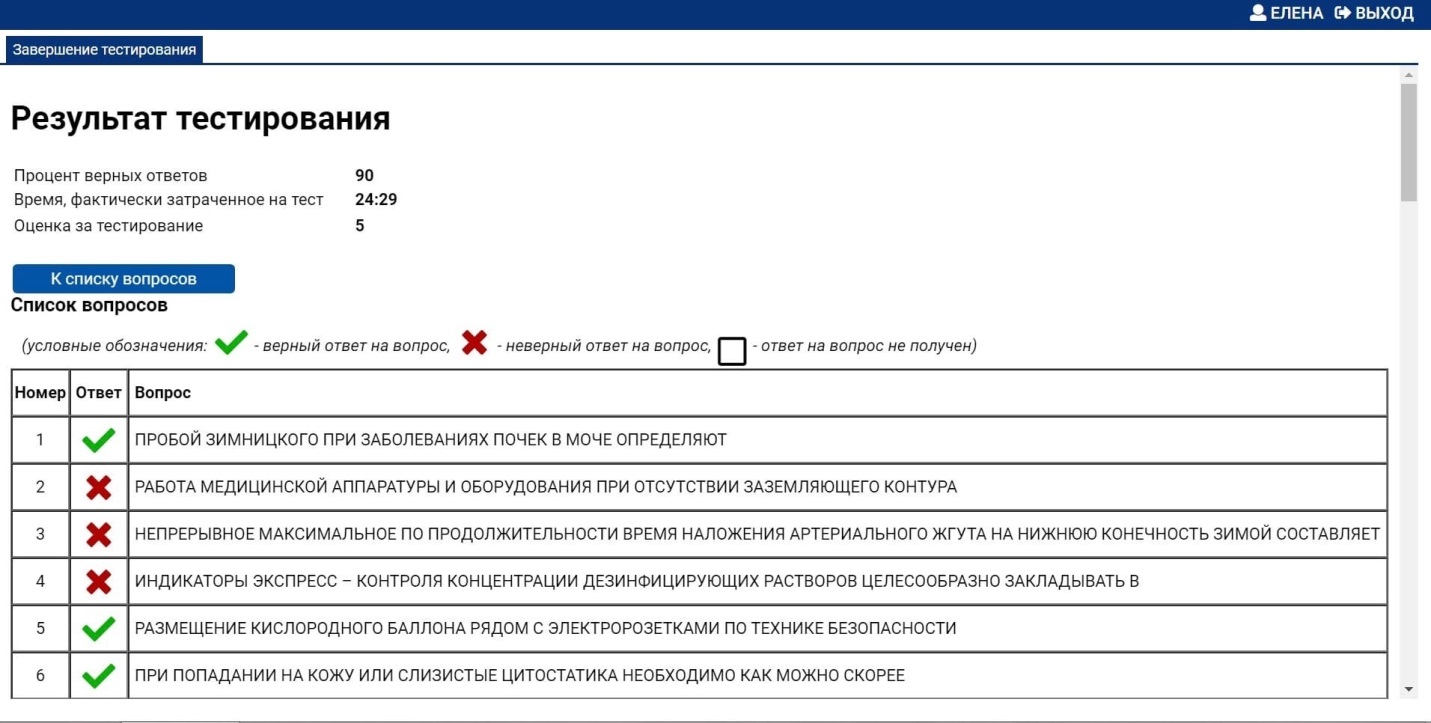 ЕЛЕНА ВЫХОД
Завершение тестирования
Результат тестирования
Процент верных ответов 90
Время, фактически затраченное на тест 24:29
Оценка за тестирование 5
К списку вопросов
Список вопросов
(условные обозначения: - верный ответ на вопрос, - неверный ответ на вопрос, - ответ на вопрос не получен)
Номер Ответ Вопрос
1 ПРОБОЙ ЗИМНИЦКОГО ПРИ ЗАБОЛЕВАНИЯХ ПОЧЕК В МОЧЕ ОПРЕДЕЛЯЮТ
2 РАБОТА МЕДИЦИНСКОЙ АППАРАТУРЫ И ОБОРУДОВАНИЯ ПРИ ОТСУТСТВИИ ЗАЗЕМЛЯЮЩЕГО КОНТУРА
3 НЕПРЕРЫВНОЕ МАКСИМАЛЬНОЕ ПО ПРОДОЛЖИТЕЛЬНОСТИ ВРЕМЯ НАЛОЖЕНИЯ АРТЕРИАЛЬНОГО ЖГУТА НА НИЖНЮЮ КОНЕЧНОСТЬ ЗИМОЙ СОСТАВЛЯЕТ
4 ИНДИКАТОРЫ ЭКСПРЕСС – КОНТРОЛЯ КОНЦЕНТРАЦИИ ДЕЗИНФИЦИРУЮЩИХ РАСТВОРОВ ЦЕЛЕСООБРАЗНО ЗАКЛАДЫВАТЬ В
5 РАЗМЕЩЕНИЕ КИСЛОРОДНОГО БАЛЛОНА РЯДОМ С ЭЛЕКТРОРОЗЕТКАМИ ПО ТЕХНИКЕ БЕЗОПАСНОСТИ
6 ПРИ ПОПАДАНИИ НА КОЖУ ИЛИ СЛИЗИСТЫЕ ЦИТОСТАТИКА НЕОБХОДИМО КАК МОЖНО СКОРЕЕ